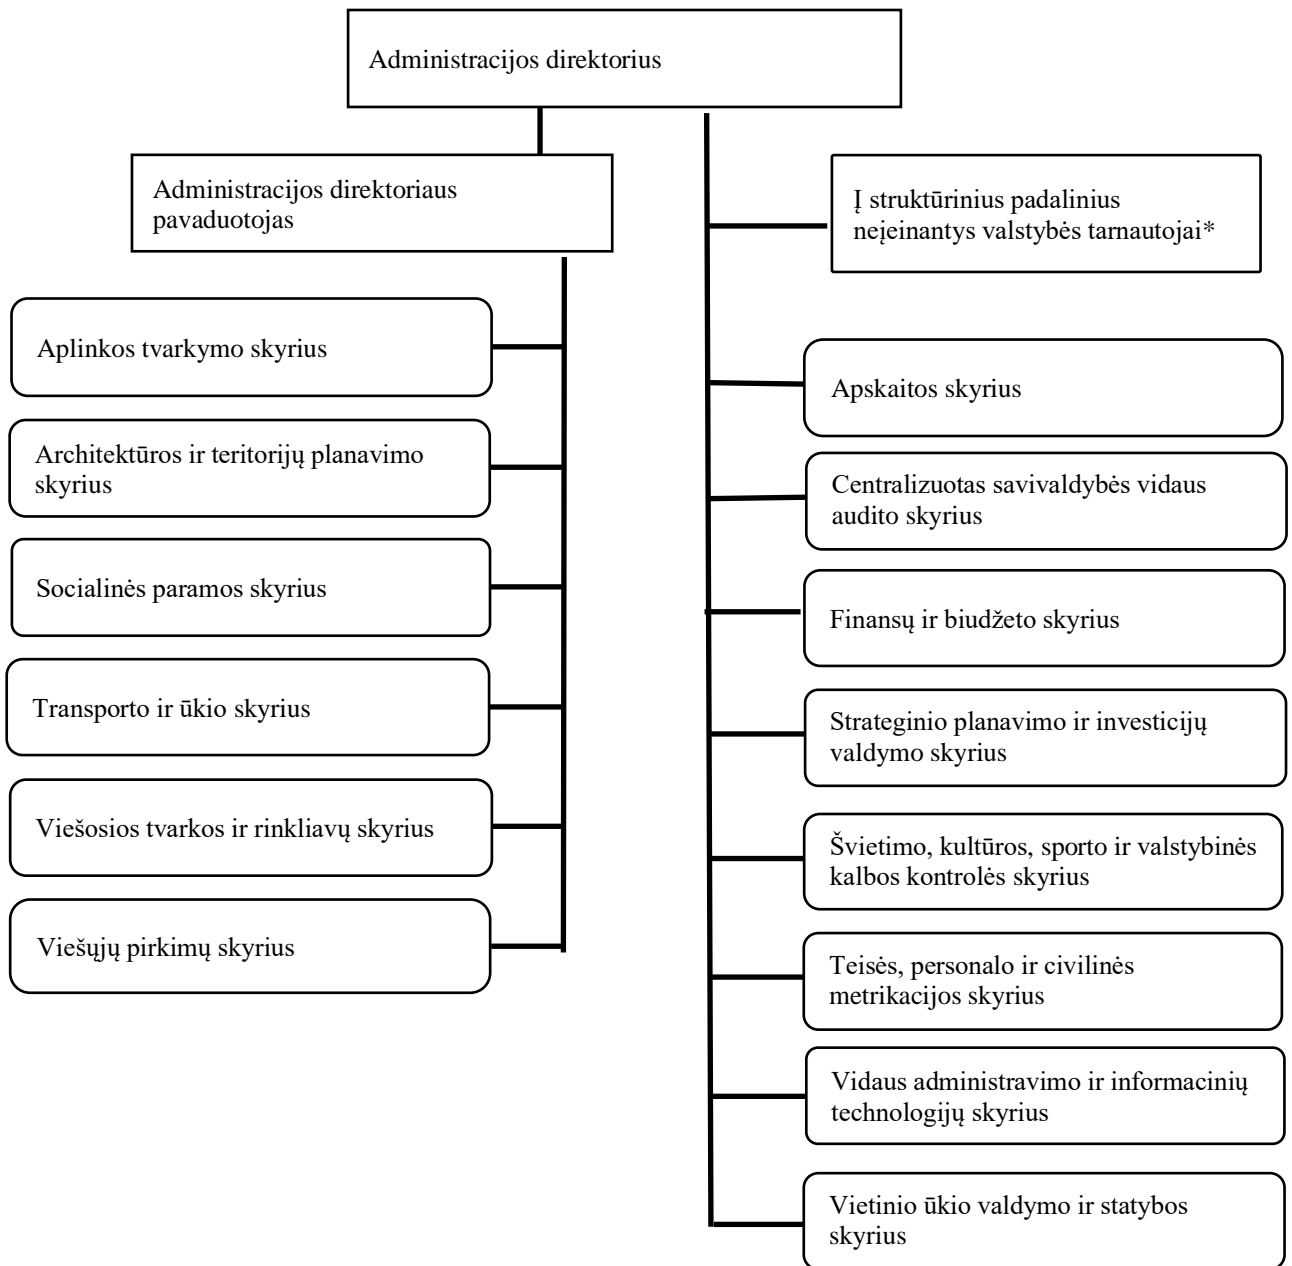 Administracijos direktorius
Administracijos direktoriaus
pavaduotojas
Į struktūrinius padalinius
neįeinantys valstybės tarnautojai*
Aplinkos tvarkymo skyrius
Architektūros ir teritorijų planavimo
skyrius
Socialinės paramos skyrius
Transporto ir ūkio skyrius
Viešosios tvarkos ir rinkliavų skyrius
Viešųjų pirkimų skyrius
Apskaitos skyrius
Centralizuotas savivaldybės vidaus
audito skyrius
Finansų ir biudžeto skyrius
Strateginio planavimo ir investicijų
valdymo skyrius
Švietimo, kultūros, sporto ir valstybinės
kalbos kontrolės skyrius
Teisės, personalo ir civilinės
metrikacijos skyrius
Vidaus administravimo ir informacinių
technologijų skyrius
Vietinio ūkio valdymo ir statybos
skyrius